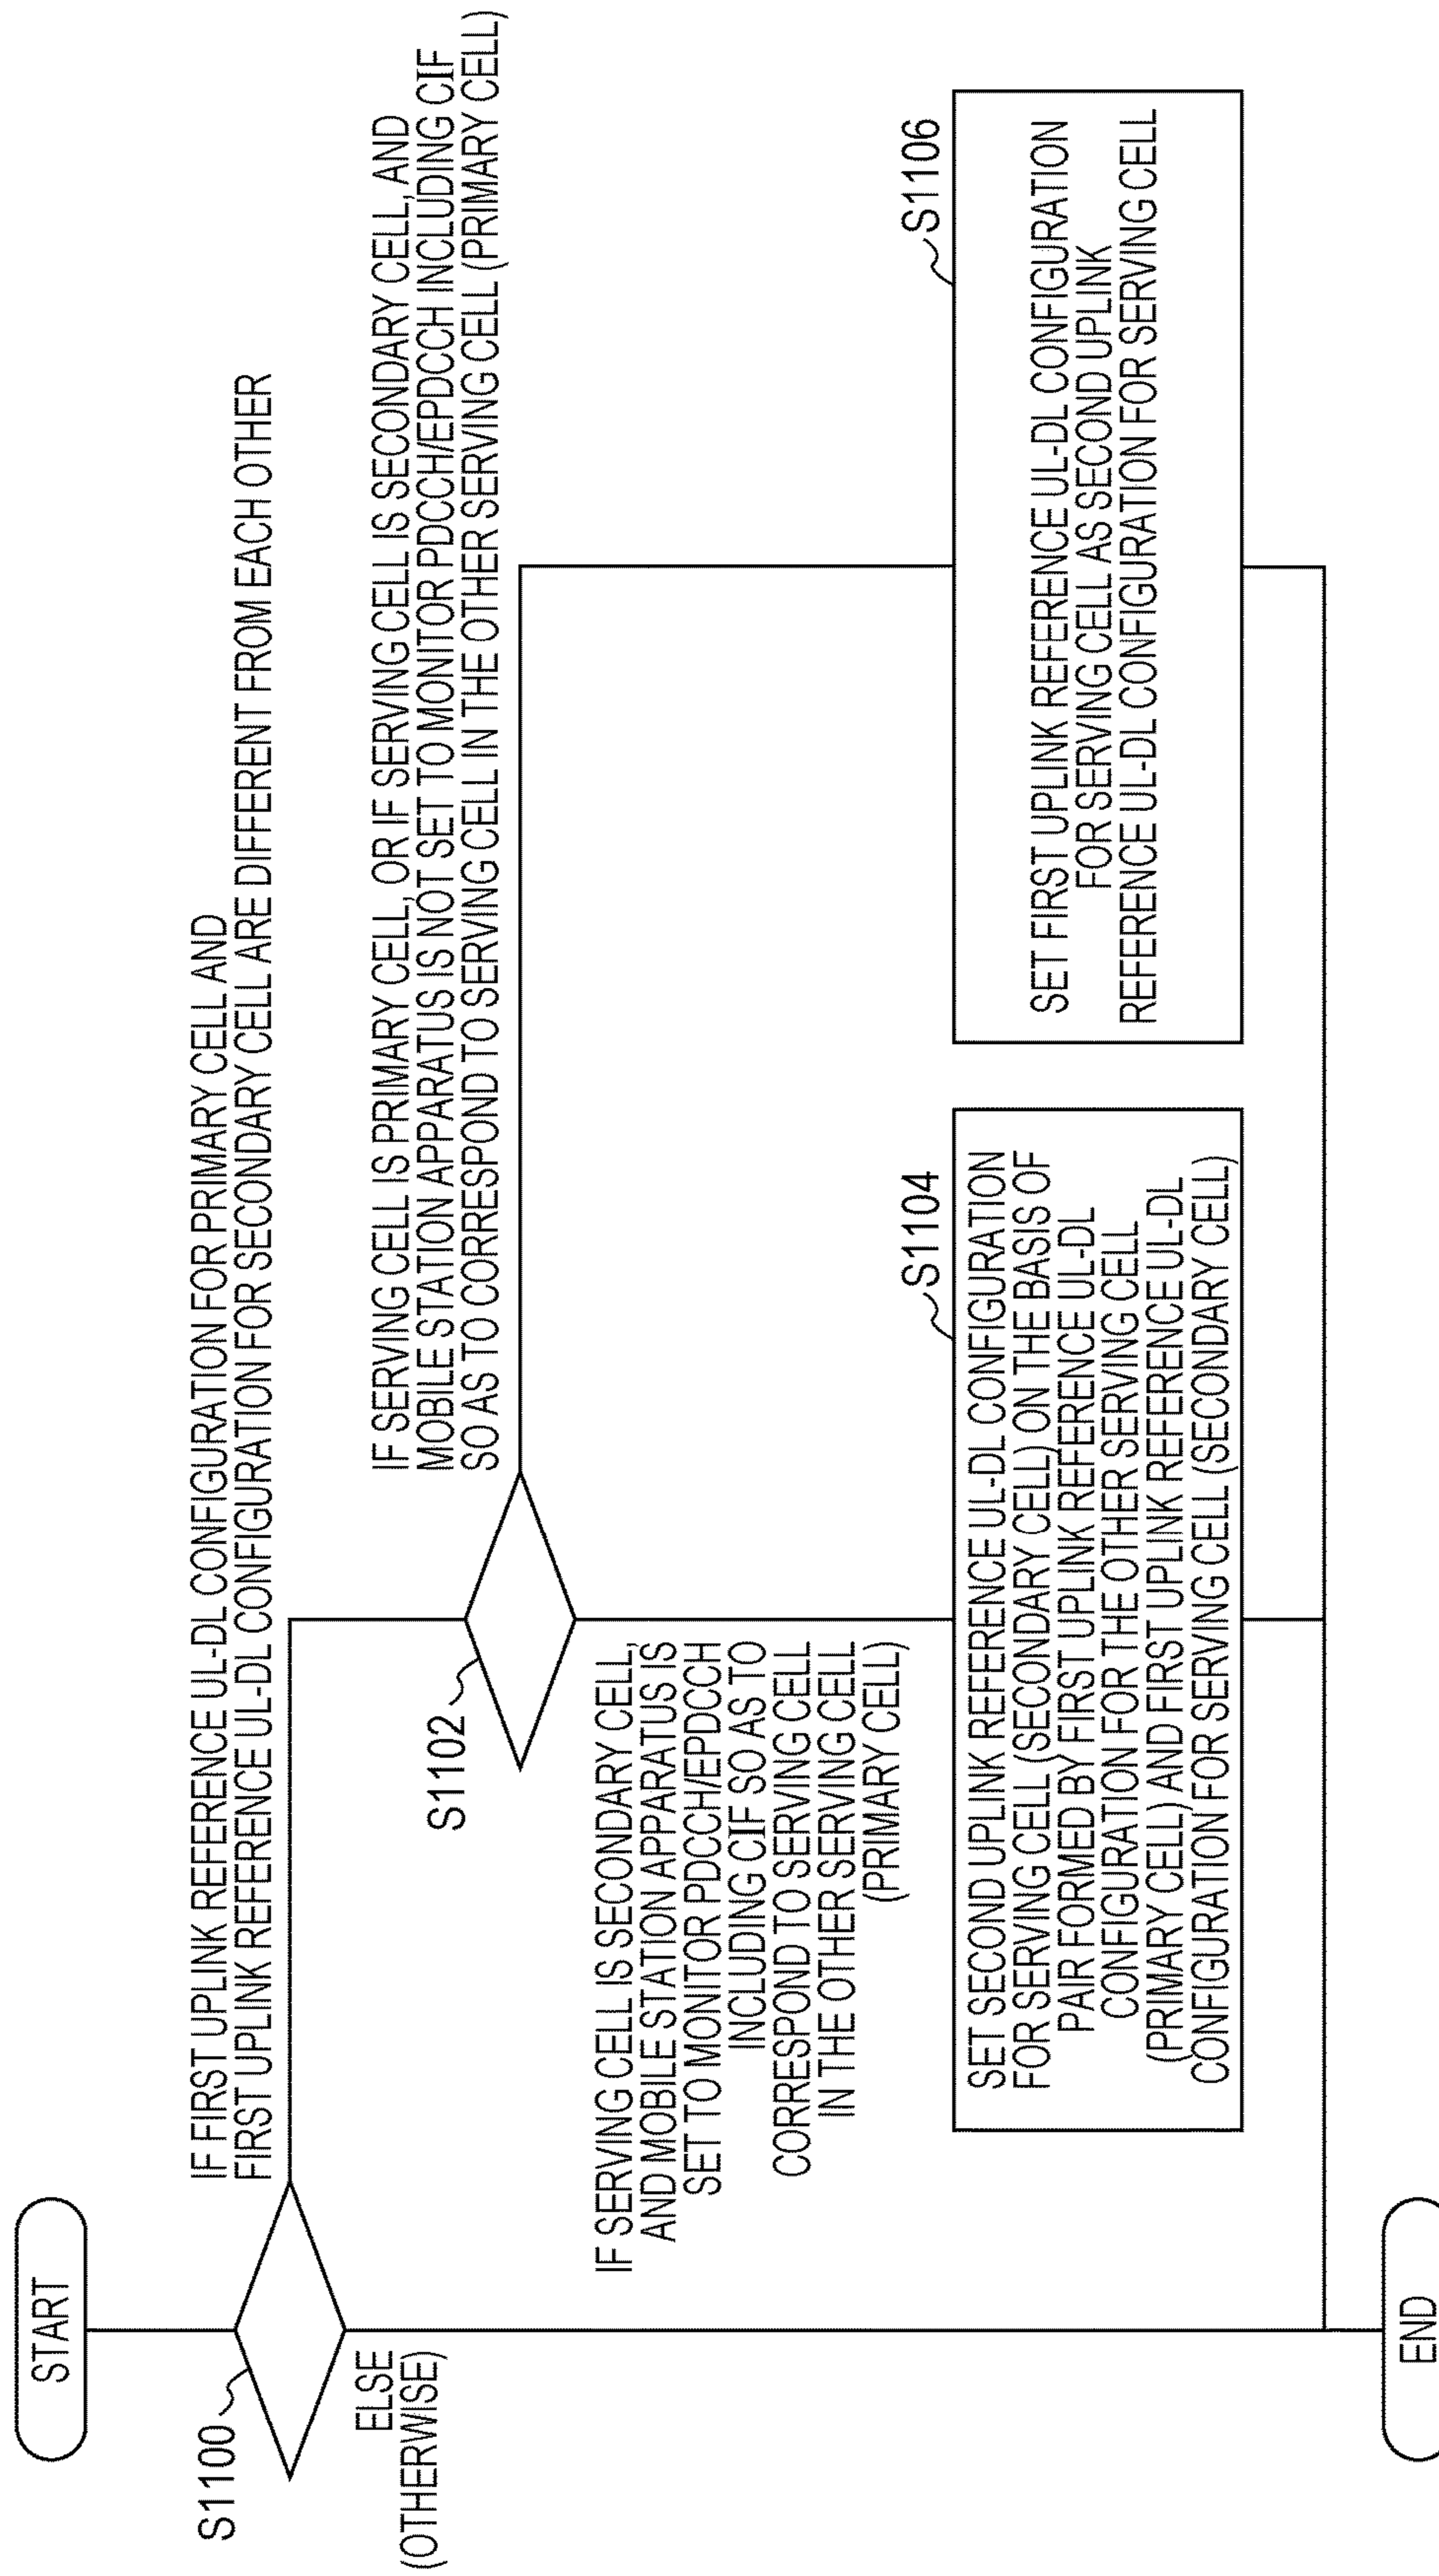 START
S1100
IF FIRST UPLINK REFERENCE UL-DL CONFIGURATION FOR PRIMARY CELL AND
FIRST UPLINK REFERENCE UL-DL CONFIGURATION FOR SECONDARY CELL ARE DIFFERENT FROM EACH OTHER
ELSE
(OTHERWISE)
S1102
IF SERVING CELL IS PRIMARY CELL, OR IF SERVING CELL IS SECONDARY CELL, AND
MOBILE STATION APPARATUS IS NOT SET TO MONITOR PDCCH/EPDCCH INCLUDING CIF
SO AS TO CORRESPOND TO SERVING CELL IN THE OTHER SERVING CELL (PRIMARY CELL)
IF SERVING CELL IS SECONDARY CELL,
AND MOBILE STATION APPARATUS IS
SET TO MONITOR PDCCH/EPDCCH
INCLUDING CIF SO AS TO
CORRESPOND TO SERVING CELL
IN THE OTHER SERVING CELL
(PRIMARY CELL)
S1104
SET SECOND UPLINK REFERENCE UL-DL CONFIGURATION
FOR SERVING CELL (SECONDARY CELL) ON THE BASIS OF
PAIR FORMED BY FIRST UPLINK REFERENCE UL-DL
CONFIGURATION FOR THE OTHER SERVING CELL
(PRIMARY CELL) AND FIRST UPLINK REFERENCE UL-DL
CONFIGURATION FOR SERVING CELL (SECONDARY CELL)
S1106
SET FIRST UPLINK REFERENCE UL-DL CONFIGURATION
FOR SERVING CELL AS SECOND UPLINK
REFERENCE UL-DL CONFIGURATION FOR SERVING CELL
END